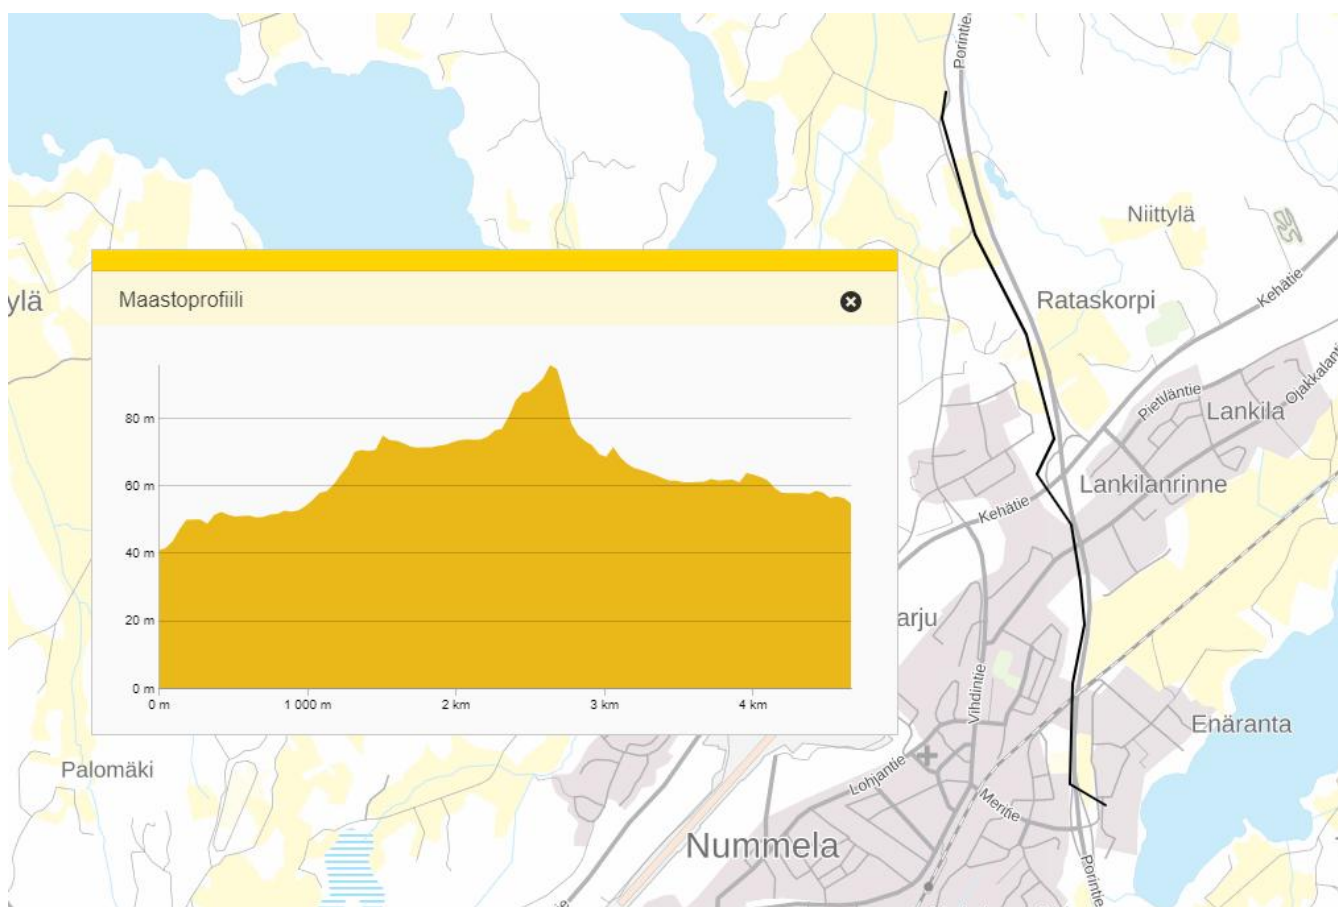 Porintie
Niittylä
ylä
Maastoprofiili
Rataskorpi
Kehätie
Ojakkalanti
Pietiläntie
Lankila
80 m
60 m
Lankilanrinne
Kehätie
40 m
20 m
arju
0 m
0 m
1 000 m
2 km
3 km
4 km
Vihdintie
Enäranta
Palomäki
Lohjantie
Meritie
Nummela
Porintie